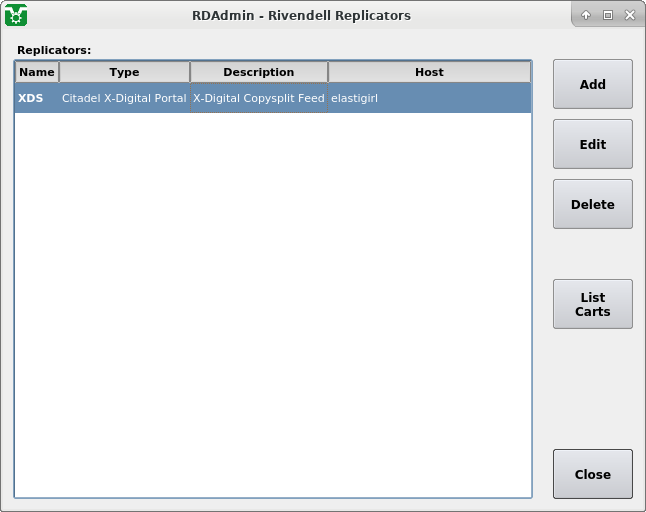 RDAdmin - Rivendell Replicators
Replicators:
Name Type Description Host
XDS Citadel X-Digital Portal X-Digital Copysplit Feed elastigirl
Add
Edit
Delete
List
Carts
Close